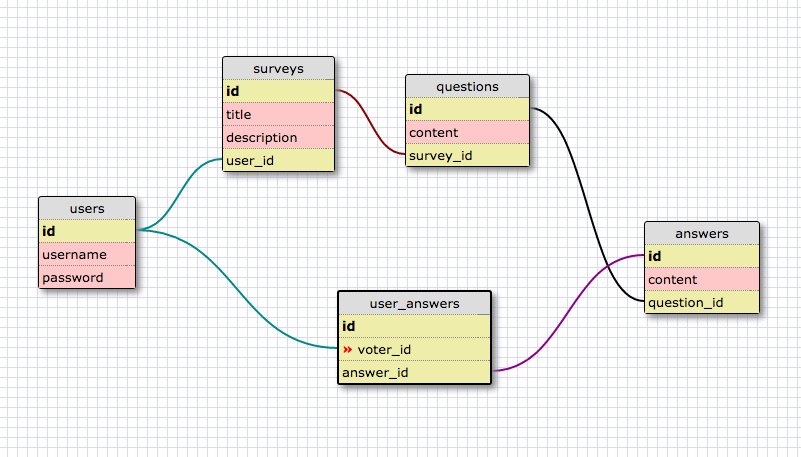 surveys
id
title
description
user_id
questions
id
content
survey_id
users
id
username
password
answers
id
content
question_id
user_answers
id
» voter_id
answer_id